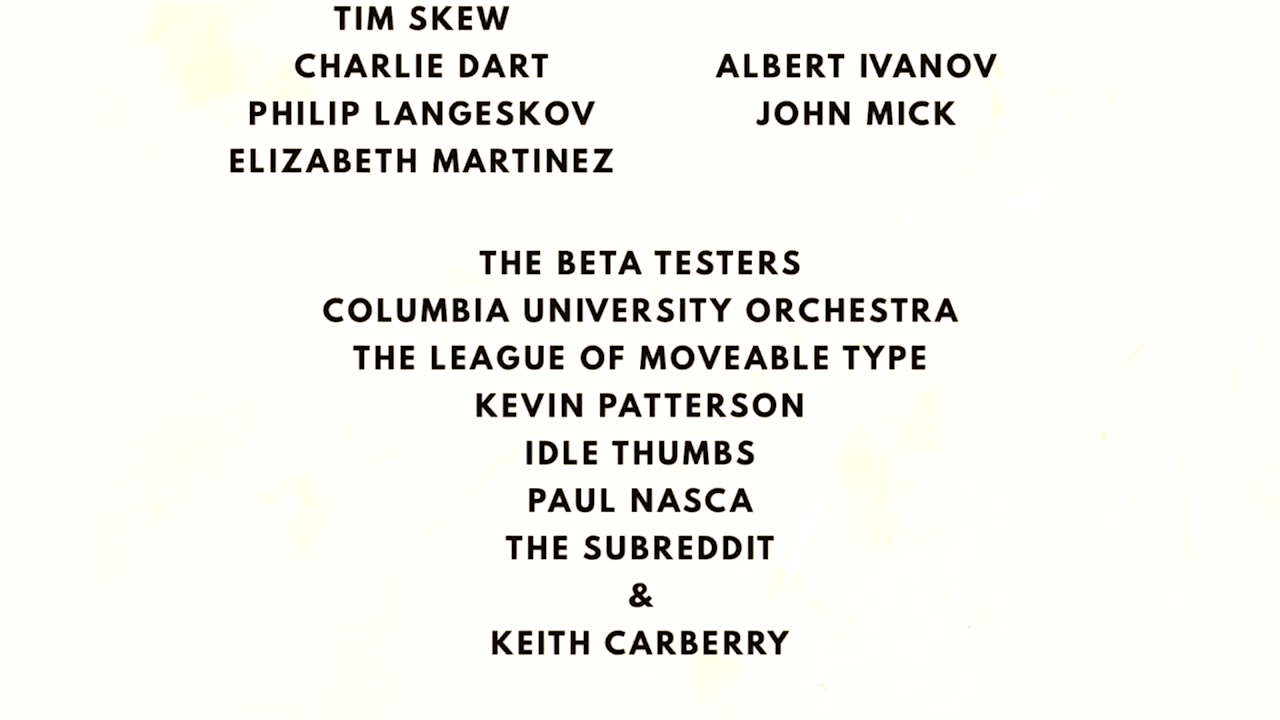 TIM SKEW
CHARLIE DART
PHILIP LANGESKOV
ELIZABETH MARTINEZ
ALBERT IVANOV
JOHN MICK
THE BETA TESTERS
COLUMBIA UNIVERSITY ORCHESTRA
THE LEAGUE OF MOVEABLE TYPE
KEVIN PATTERSON
IDLE THUMBS
PAUL NASCA
THE SUBREDDIT
&
KEITH CARBERRY